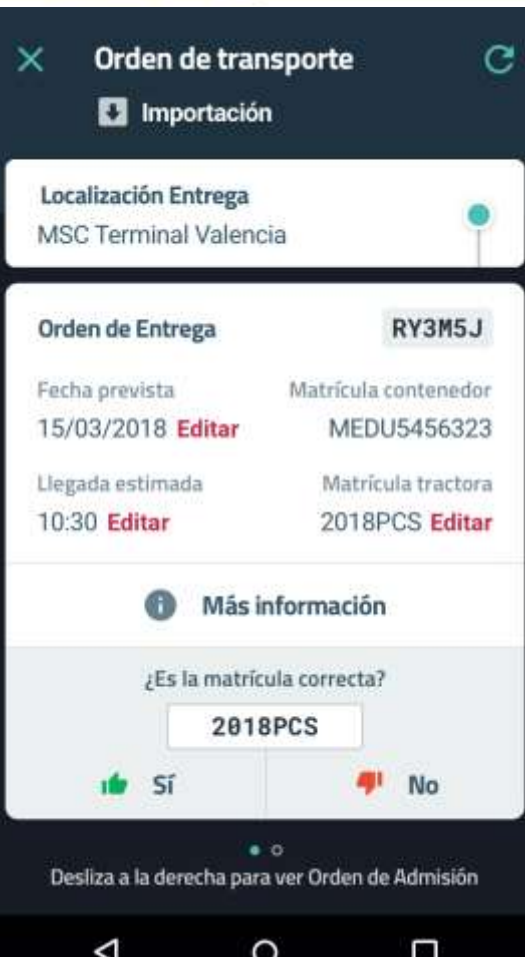 Orden de transporte
Importación
Localización Entrega
MSC Terminal Valencia
Orden de Entrega RY3M5J
Fecha prevista Matrícula contenedor
15/03/2018 Editar MEDU5456323
Llegada estimada Matrícula tractora
10:30 Editar 2018PCS Editar
Más información
¿Es la matrícula correcta?
2018PCS
Sí No
Desliza a la derecha para ver Orden de Admisión